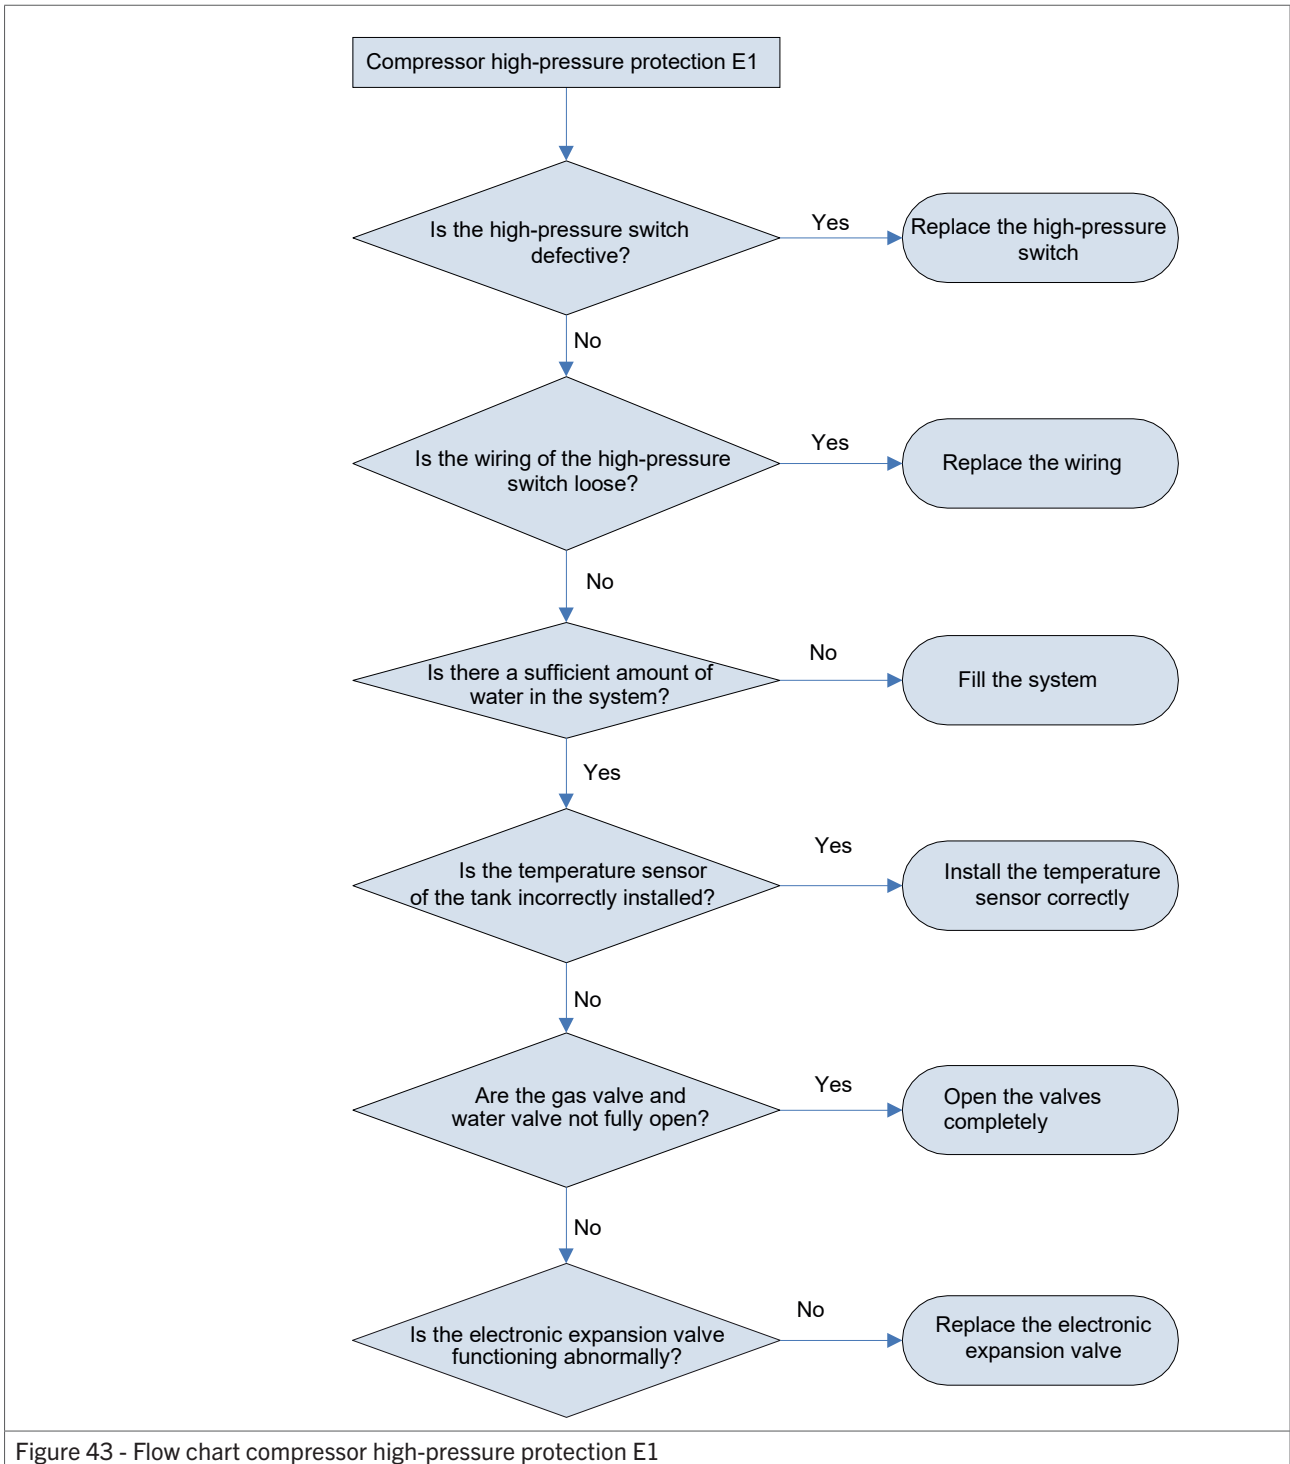 Compressor high-pressure protection E1
Is the high-pressure switch
defective?
Yes
Replace the high-pressure
switch
No
Is the wiring of the high-pressure
switch loose?
Yes
Replace the wiring
No
Is there a sufficient amount of
water in the system?
No
Fill the system
Yes
Is the temperature sensor
of the tank incorrectly installed?
Yes
Install the temperature
sensor correctly
No
Are the gas valve and
water valve not fully open?
Yes
Open the valves
completely
No
Is the electronic expansion valve
functioning abnormally?
No
Replace the electronic
expansion valve
Figure 43 - Flow chart compressor high-pressure protection E1